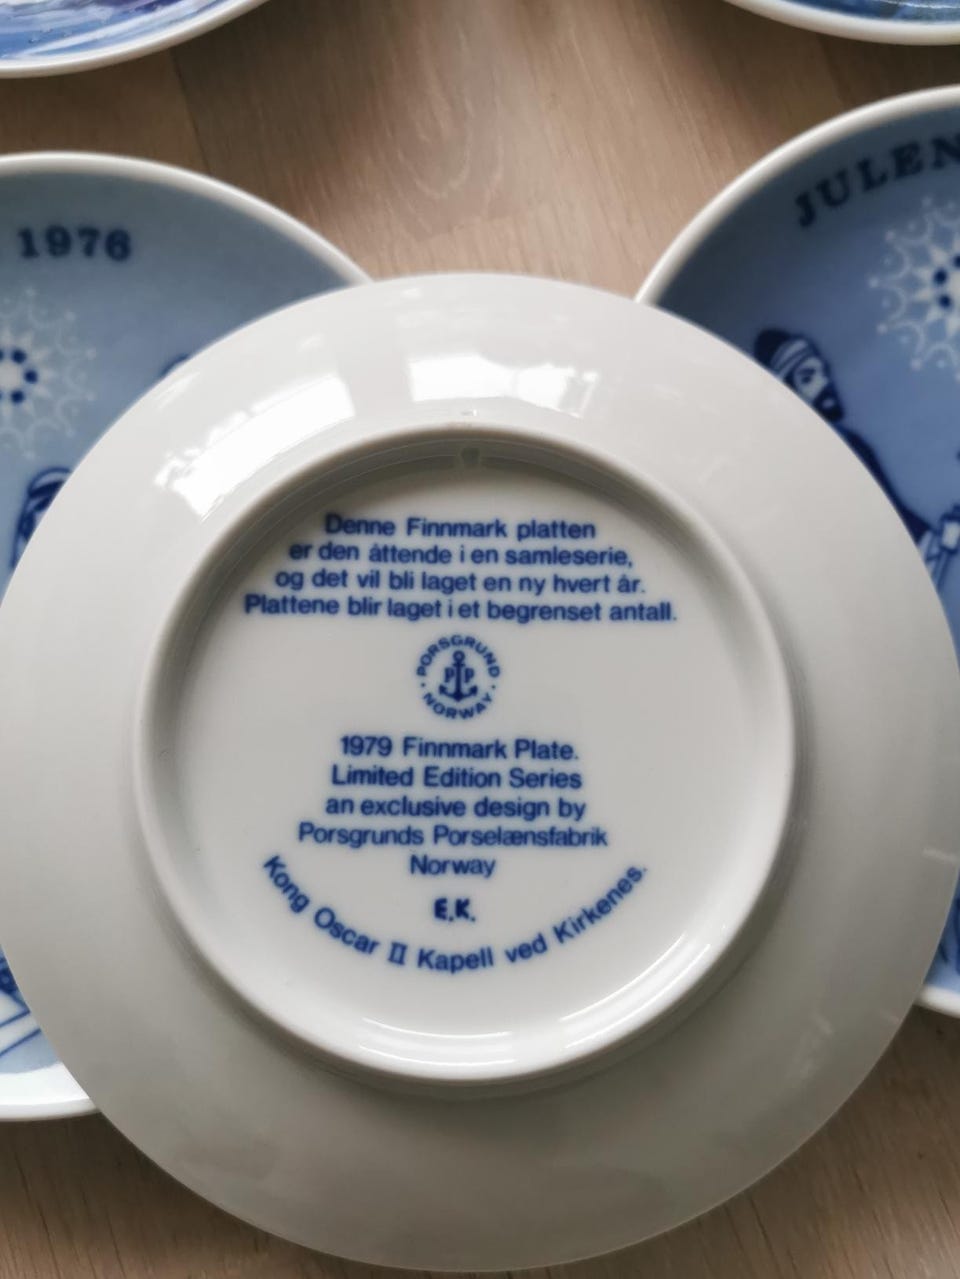 1976
JULEN
Denne Finnmark platten
er den åttende i en samleserie,
og det vil bli laget en ny hvert år.
Plattene blir laget i et begrenset antall.
PORSGRUND
PP
NORWAY
1979 Finnmark Plate.
Limited Edition Series
an exclusive design by
Porsgrunds Porselænsfabrik
Norway
E.K.
Kong Oscar II Kapell ved Kirkenes.